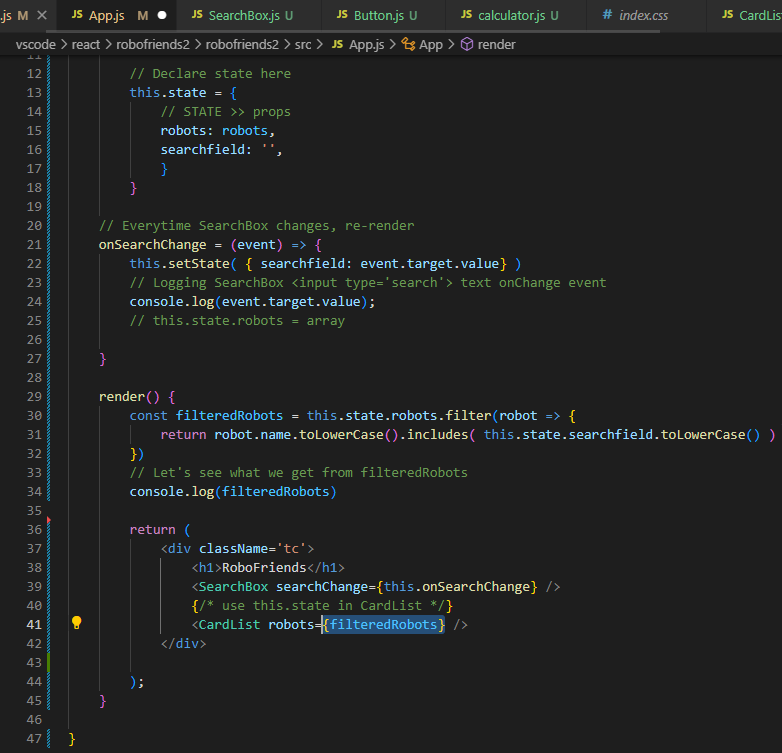 .js M
JS App.js M
JS SearchBox.js U
JS Button.js U
JS calculator.js U
# index.css
JS CardList
vscode > react > robofriends2 > robofriends2 > src > JS App.js > App > render
11
12 // Declare state here
13 this.state = {
14 // STATE >> props
15 robots: robots,
16 searchfield: '',
17 }
18 }
19
20 // Everytime SearchBox changes, re-render
21 onSearchChange = (event) => {
22 this.setState( { searchfield: event.target.value} )
23 // Logging SearchBox <input type='search'> text onChange event
24 console.log(event.target.value);
25 // this.state.robots = array
26
27 }
28
29 render() {
30 const filteredRobots = this.state.robots.filter(robot => {
31 return robot.name.toLowerCase().includes( this.state.searchfield.toLowerCase() )
32 })
33 // Let's see what we get from filteredRobots
34 console.log(filteredRobots)
35
36 return (
37 <div className='tc'>
38 <h1>RoboFriends</h1>
39 <SearchBox searchChange={this.onSearchChange} />
40 {/* use this.state in CardList */}
41 <CardList robots={filteredRobots} />
42 </div>
43
44 );
45 }
46
47 }